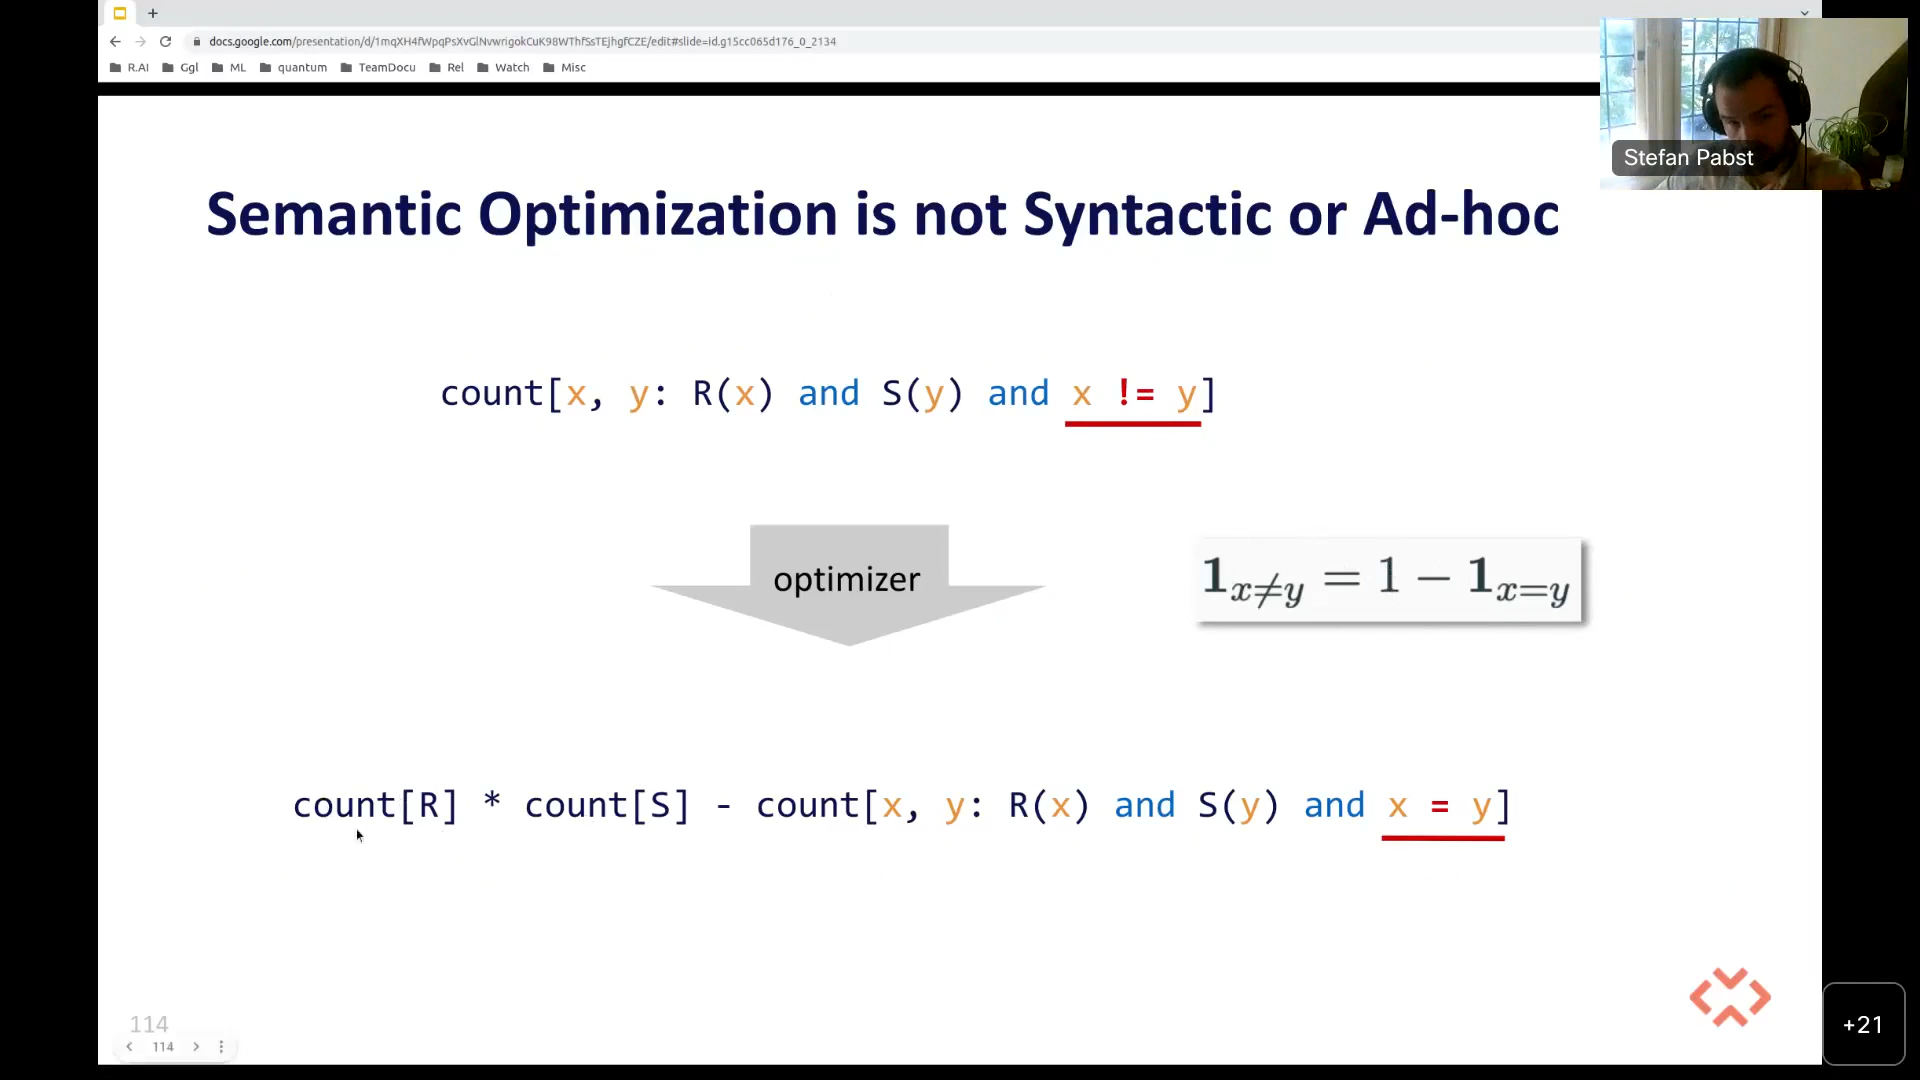 docs.google.com/presentation/d/1mqXH4fWpqPsXvGlNvwrigokCuK98WThfSsTEjhgfCZE/edit#slide=id.g15cc065d176_0_2134
R.AI Ggl ML quantum TeamDocu Rel Watch Misc
Stefan Pabst
Semantic Optimization is not Syntactic or Ad-hoc
count[x, y: R(x) and S(y) and x != y]
optimizer
1_{x≠y} = 1 − 1_{x=y}
count[R] * count[S] - count[x, y: R(x) and S(y) and x = y]
114
114
+21